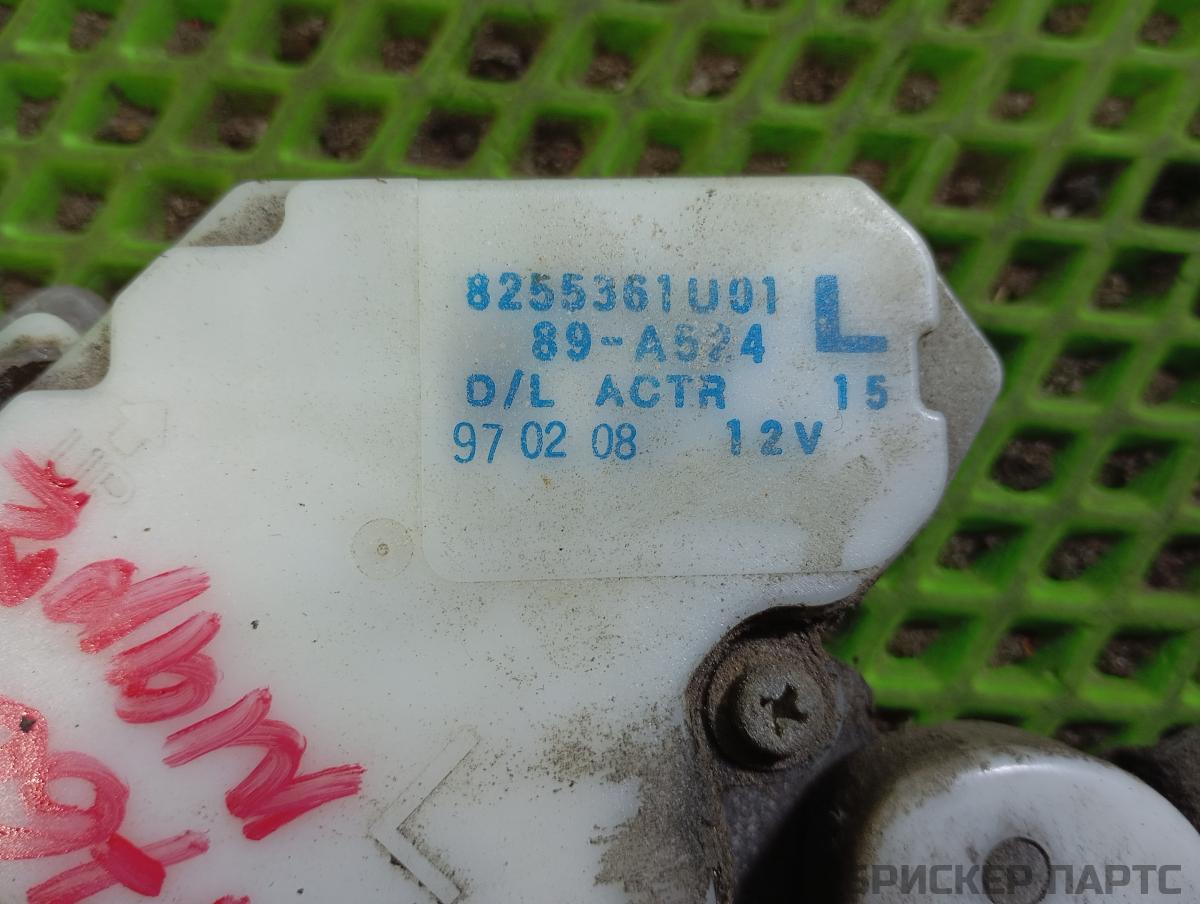 8255361U01 L
89-A524
D/L ACTR 15
97 02 08 12V
БРИСКЕР ПАРТС